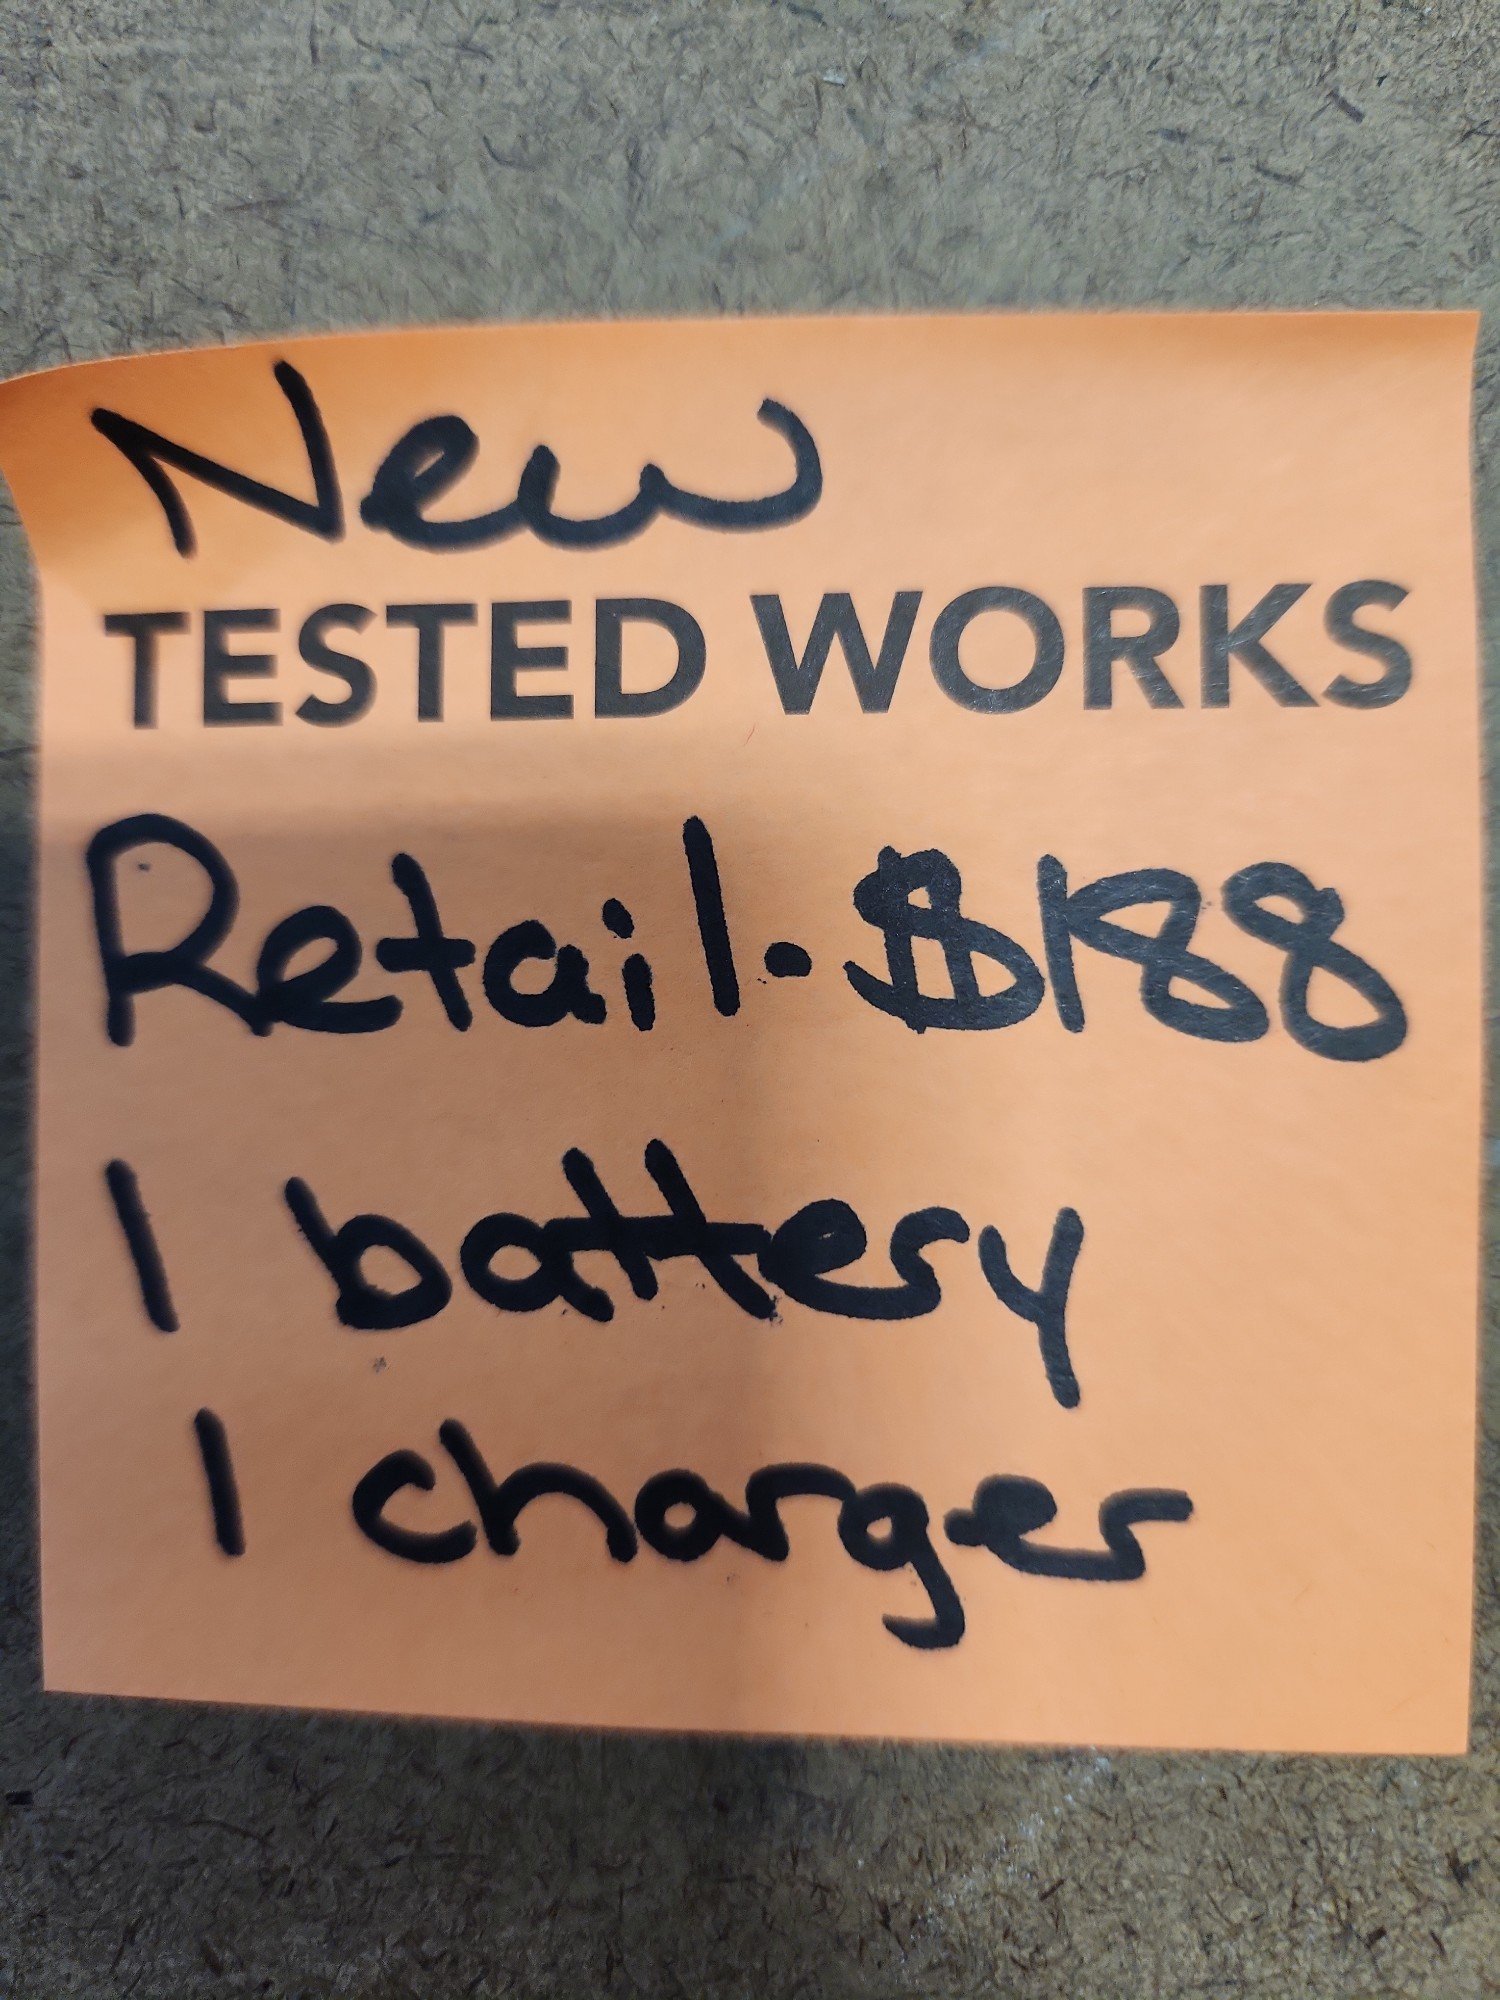 New
TESTED WORKS
Retail. $188
1 battery
1 charger